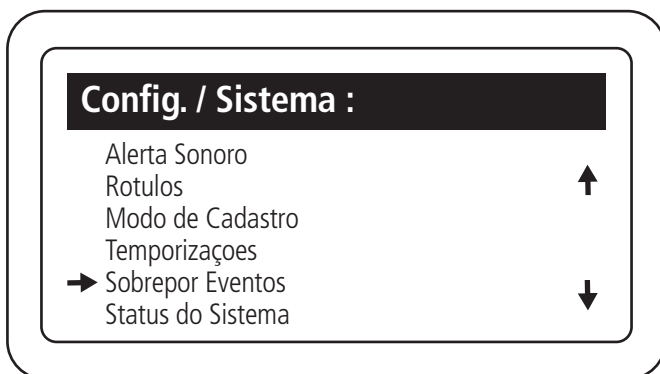 Config. / Sistema :
Alerta Sonoro
Rotulos
Modo de Cadastro
Temporizaçoes
Sobrepor Eventos
Status do Sistema